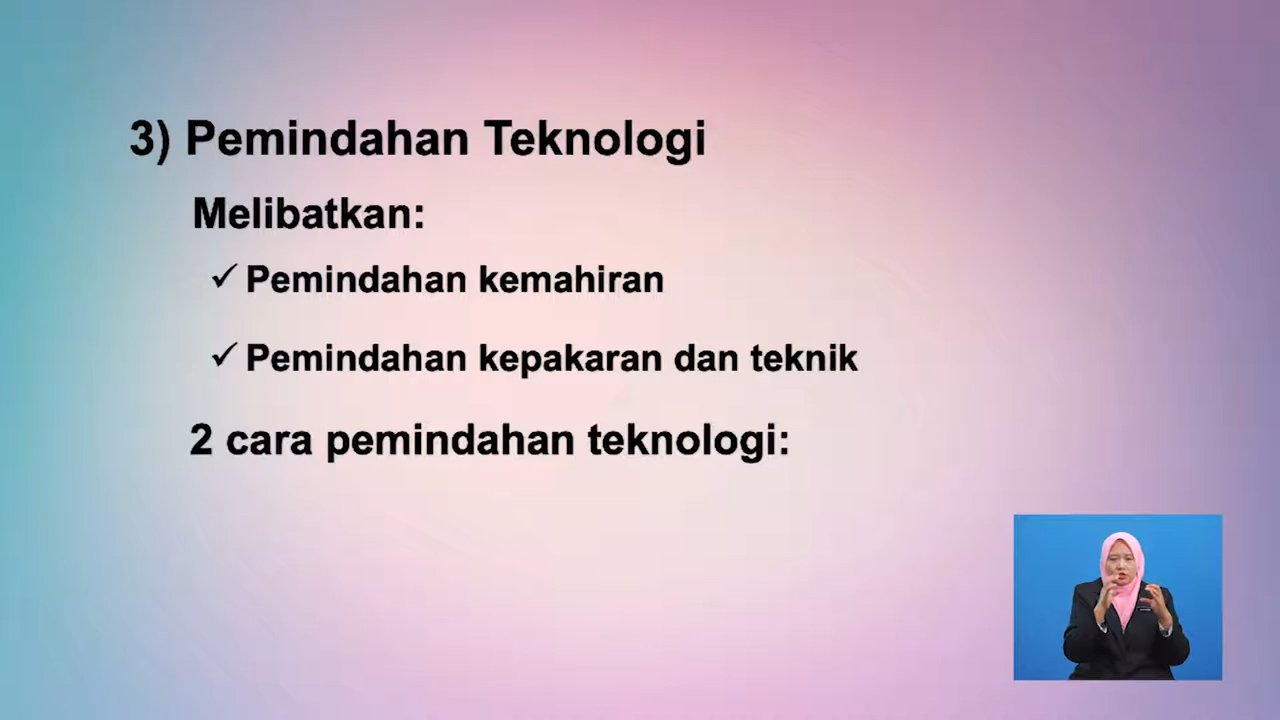 3) Pemindahan Teknologi
Melibatkan:
✓ Pemindahan kemahiran
✓ Pemindahan kepakaran dan teknik
2 cara pemindahan teknologi: